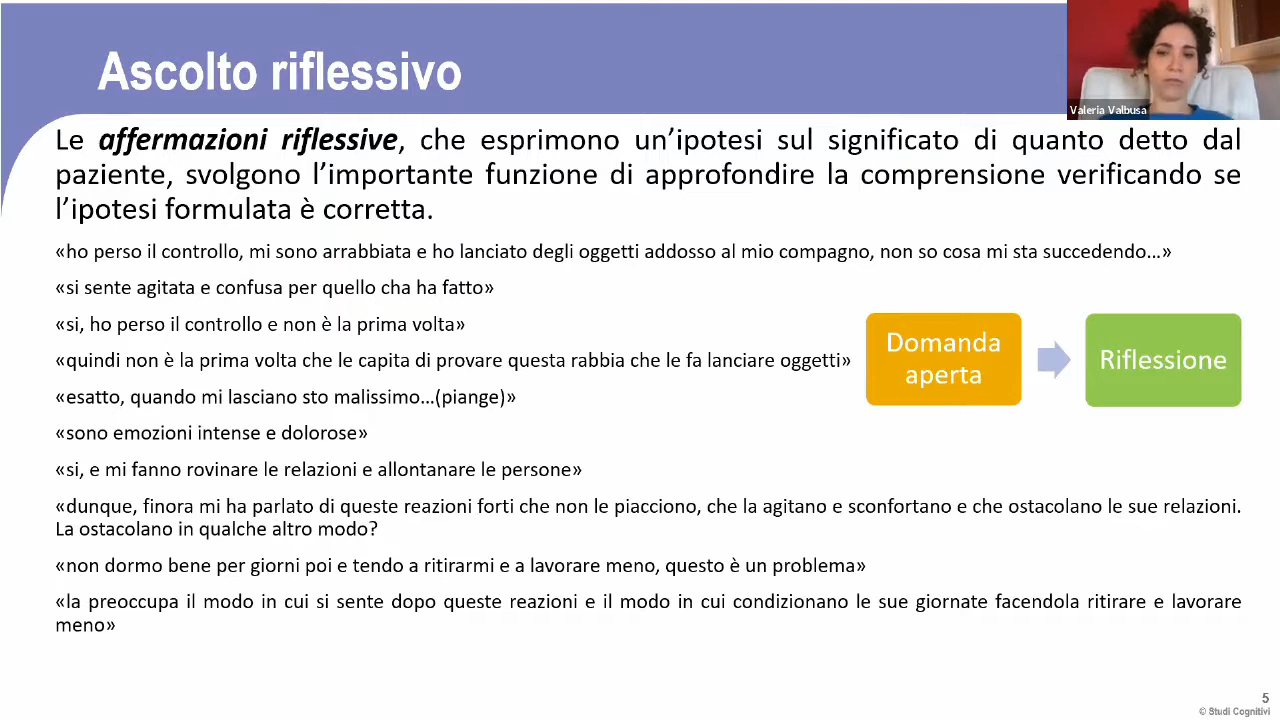 Ascolto riflessivo
Valeria Valbusa
Le affermazioni riflessive, che esprimono un’ipotesi sul significato di quanto detto dal
paziente, svolgono l’importante funzione di approfondire la comprensione verificando se
l’ipotesi formulata è corretta.
«ho perso il controllo, mi sono arrabbiata e ho lanciato degli oggetti addosso al mio compagno, non so cosa mi sta succedendo…»
«si sente agitata e confusa per quello cha ha fatto»
«si, ho perso il controllo e non è la prima volta»
«quindi non è la prima volta che le capita di provare questa rabbia che le fa lanciare oggetti»
«esatto, quando mi lasciano sto malissimo…(piange)»
«sono emozioni intense e dolorose»
«si, e mi fanno rovinare le relazioni e allontanare le persone»
«dunque, finora mi ha parlato di queste reazioni forti che non le piacciono, che la agitano e sconfortano e che ostacolano le sue relazioni.
La ostacolano in qualche altro modo?
«non dormo bene per giorni poi e tendo a ritirarmi e a lavorare meno, questo è un problema»
«la preoccupa il modo in cui si sente dopo queste reazioni e il modo in cui condizionano le sue giornate facendola ritirare e lavorare
meno»
Domanda
aperta
Riflessione
5
© Studi Cognitivi